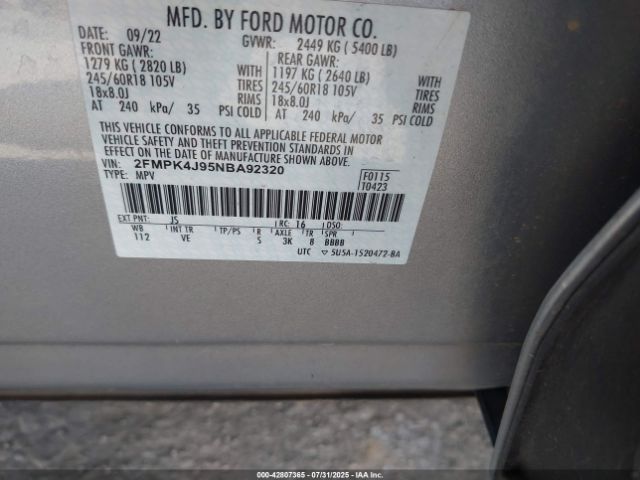 MFD. BY FORD MOTOR CO.
DATE: 09/22 GVWR: 2449 KG ( 5400 LB)
FRONT GAWR: REAR GAWR:
1279 KG ( 2820 LB) WITH 1197 KG ( 2640 LB) WITH
245/60R18 105V TIRES 245/60R18 105V TIRES
18x8.0J RIMS 18x8.0J RIMS
AT 240 kPa/ 35 PSI COLD AT 240 kPa/ 35 PSI COLD
THIS VEHICLE CONFORMS TO ALL APPLICABLE FEDERAL MOTOR
VEHICLE SAFETY AND THEFT PREVENTION STANDARDS IN
EFFECT ON THE DATE OF MANUFACTURE SHOWN ABOVE.
VIN: 2FMPK4J95NBA92320 F0115
TYPE: MPV T0423
EXT PNT: JS RC: 16 DSO:
WB INT TR TP/PS R AXLE TR SPR
112 VE S 3K 8 BBBB
UTC ▽ 5U5A-1520472-BA
000-42807365 - 07/31/2025 - IAA, Inc.